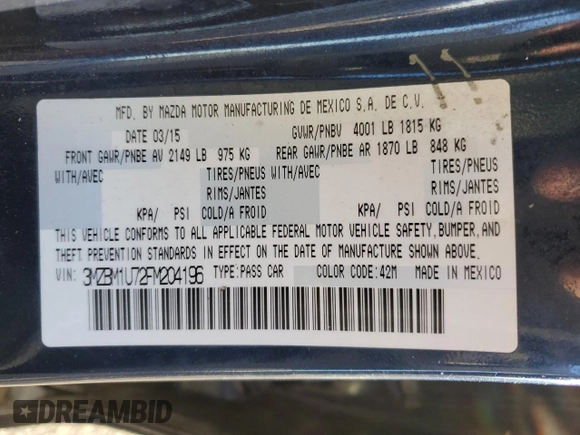 MFD. BY MAZDA MOTOR MANUFACTURING DE MEXICO S.A. DE C.V.
DATE 03/15 GVWR/PNBV 4001 LB 1815 KG
FRONT GAWR/PNBE AV 2149 LB 975 KG REAR GAWR/PNBE AR 1870 LB 848 KG
WITH/AVEC TIRES/PNEUS WITH/AVEC TIRES/PNEUS
RIMS/JANTES RIMS/JANTES
KPA/ PSI COLD/A FROID KPA/ PSI COLD/A FROID
THIS VEHICLE CONFORMS TO ALL APPLICABLE FEDERAL MOTOR VEHICLE SAFETY, BUMPER, AND
THEFT PREVENTION STANDARDS IN EFFECT ON THE DATE OF MANUFACTURE SHOWN ABOVE.
VIN: 3MZBM1U72FM204196 TYPE: PASS CAR COLOR CODE: 42M MADE IN MEXICO
DREAMBID